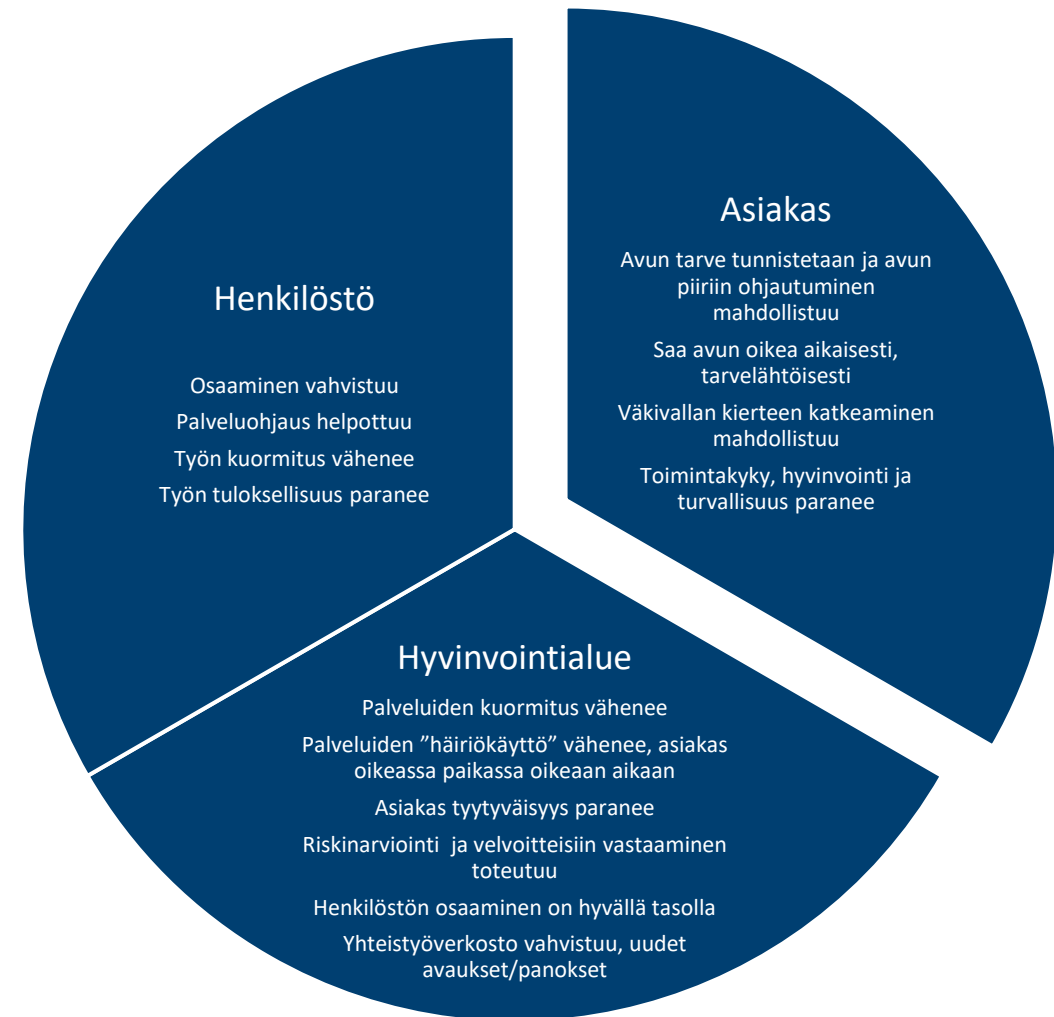 Asiakas
Avun tarve tunnistetaan ja avun
piiriin ohjautuminen
mahdollistuu
Saa avun oikea aikaisesti,
tarvelähtöisesti
Väkivallan kierteen katkeaminen
mahdollistuu
Toimintakyky, hyvinvointi ja
turvallisuus paranee
Henkilöstö
Osaaminen vahvistuu
Palveluohjaus helpottuu
Työn kuormitus vähenee
Työn tuloksellisuus paranee
Hyvinvointialue
Palveluiden kuormitus vähenee
Palveluiden ”häiriökäyttö” vähenee, asiakas
oikeassa paikassa oikeaan aikaan
Asiakas tyytyväisyys paranee
Riskinarviointi ja velvoitteisiin vastaaminen
toteutuu
Henkilöstön osaaminen on hyvällä tasolla
Yhteistyöverkosto vahvistuu, uudet
avaukset/panokset